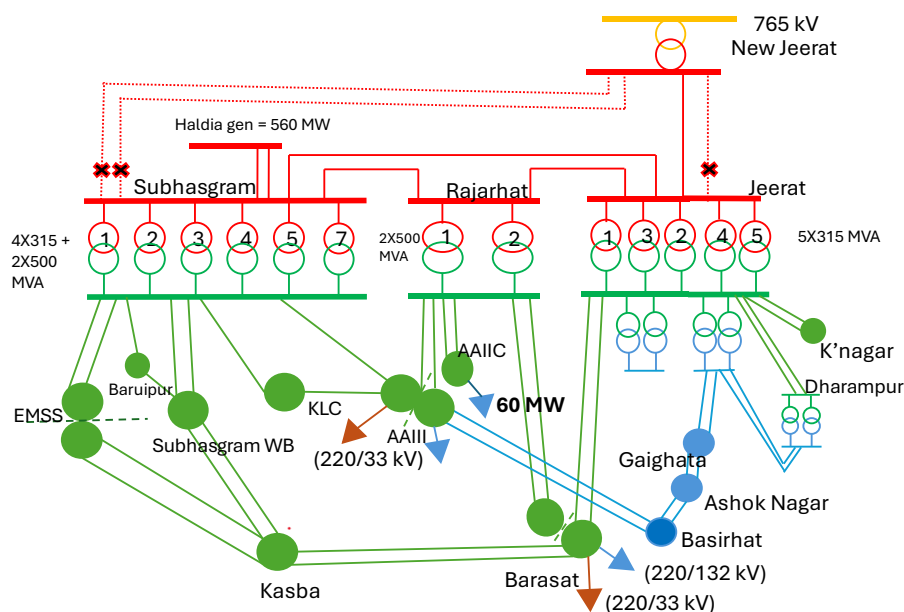 765 kV
New Jeerat
Haldia gen = 560 MW
Subhasgram
Rajarhat
Jeerat
4X315 +
2X500
MVA
1
2
3
4
5
7
2X500
MVA
1
2
1
3
2
4
5
5X315 MVA
K'nagar
AAIIC
Baruipur
KLC
60 MW
Dharampur
EMSS
Subhasgram WB
AAIII
(220/33 kV)
Gaighata
Ashok Nagar
Basirhat
Kasba
Barasat
(220/132 kV)
(220/33 kV)